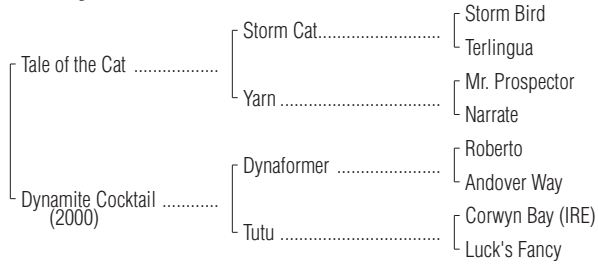 Storm Bird
Storm Cat........................
Terlingua
Tale of the Cat .................
Mr. Prospector
Yarn ................................
Narrate
Roberto
Dynaformer .....................
Andover Way
Dynamite Cocktail ............
(2000)
Corwyn Bay (IRE)
Tutu ................................
Luck's Fancy